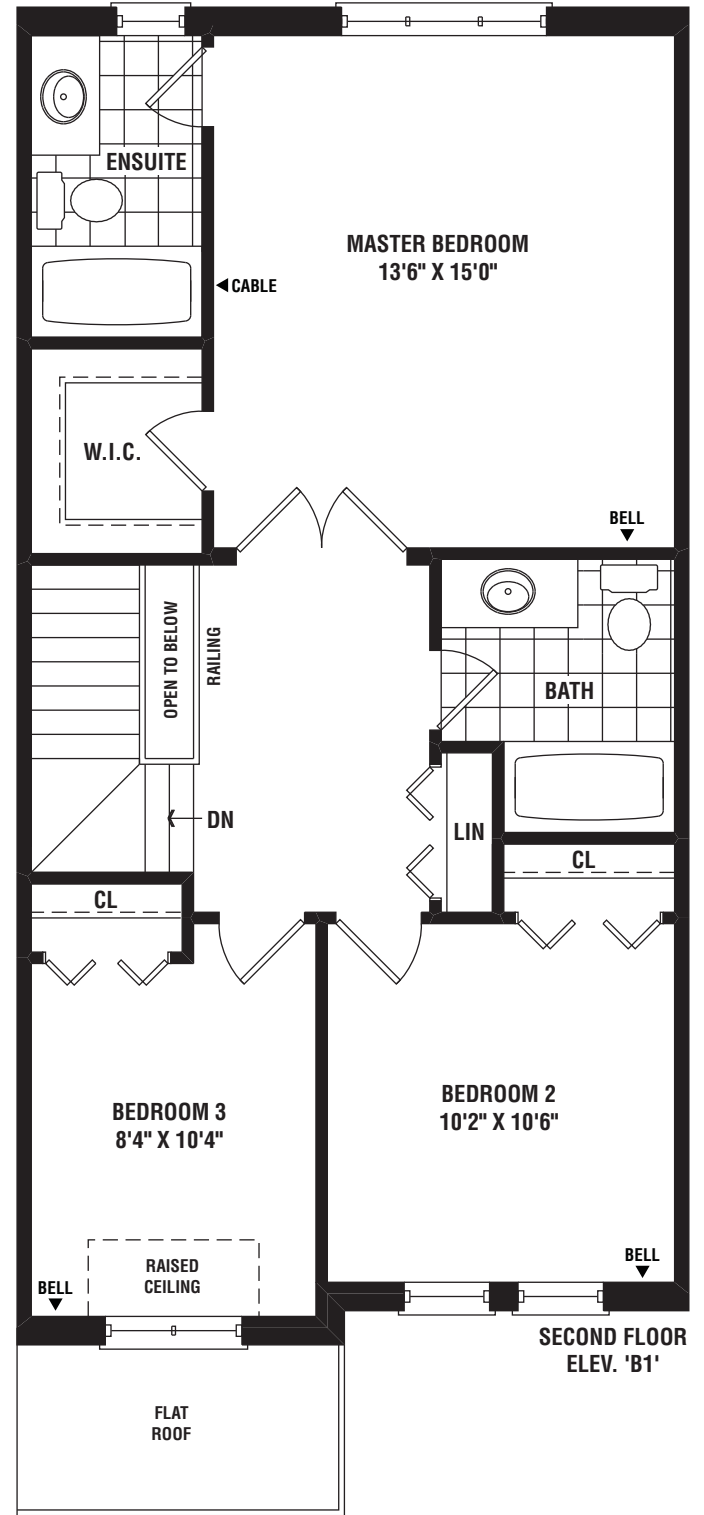 ENSUITE
MASTER BEDROOM
13'6" X 15'0"
CABLE
W.I.C.
BELL
OPEN TO BELOW
RAILING
BATH
DN
LIN
CL
CL
BEDROOM 2
10'2" X 10'6"
BEDROOM 3
8'4" X 10'4"
RAISED
CEILING
BELL
BELL
SECOND FLOOR
ELEV. 'B1'
FLAT
ROOF